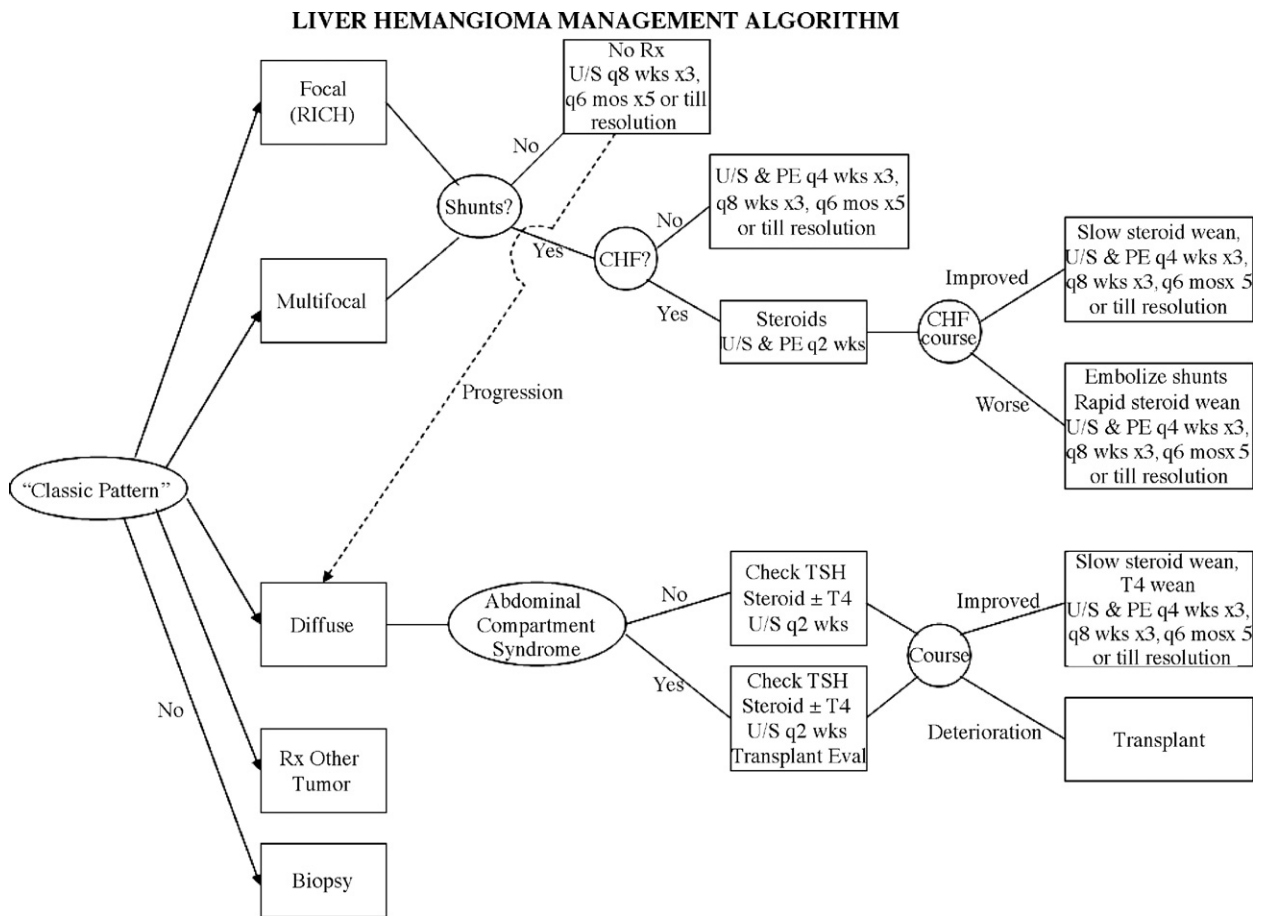 LIVER HEMANGIOMA MANAGEMENT ALGORITHM
Focal
(RICH)
No Rx
U/S q8 wks x3,
q6 mos x5 or till
resolution
No
Shunts?
Yes
U/S & PE q4 wks x3,
q8 wks x3, q6 mos x5
or till resolution
No
CHF?
Yes
Multifocal
Steroids
U/S & PE q2 wks
CHF
course
Improved
Slow steroid wean,
U/S & PE q4 wks x3,
q8 wks x3, q6 mosx 5
or till resolution
Worse
Embolize shunts
Rapid steroid wean
U/S & PE q4 wks x3,
q8 wks x3, q6 mosx 5
or till resolution
Progression
“Classic Pattern”
Diffuse
Abdominal
Compartment
Syndrome
No
Check TSH
Steroid ± T4
U/S q2 wks
Yes
Check TSH
Steroid ± T4
U/S q2 wks
Transplant Eval
Course
Improved
Slow steroid wean,
T4 wean
U/S & PE q4 wks x3,
q8 wks x3, q6 mosx 5
or till resolution
Deterioration
Transplant
No
Rx Other
Tumor
Biopsy